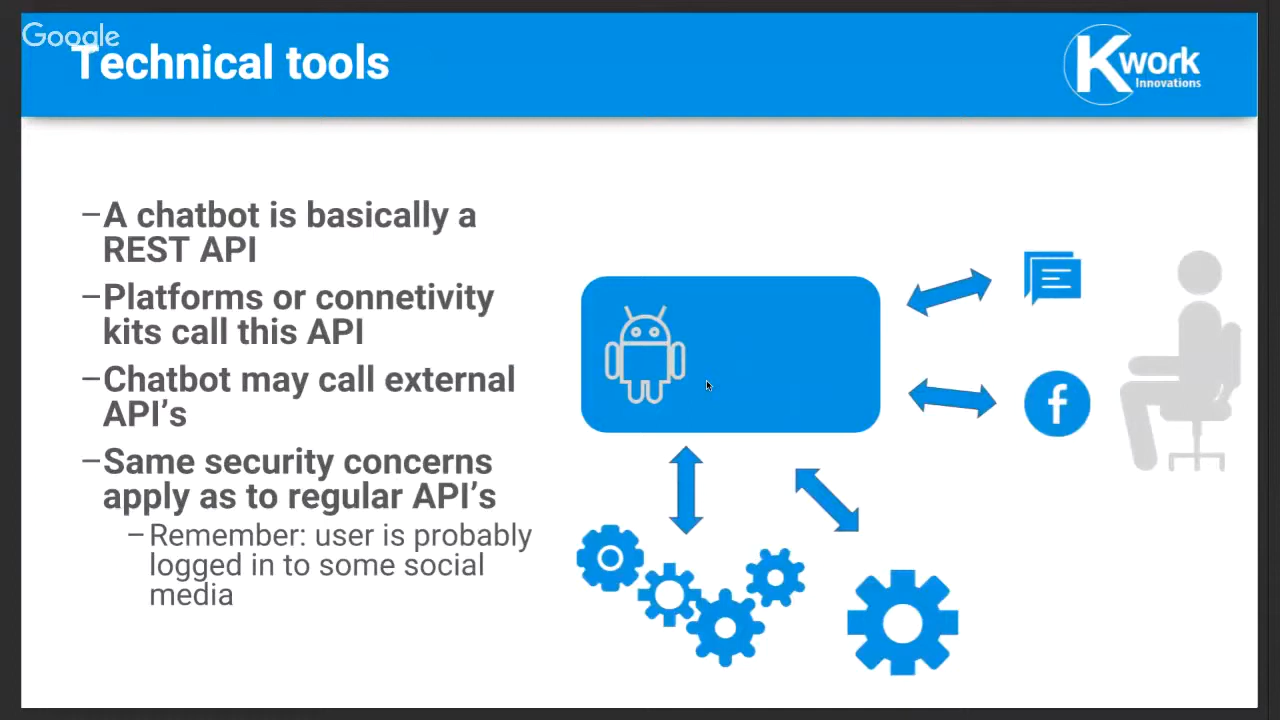 Google
Technical tools
Kwork
Innovations
–A chatbot is basically a
REST API
–Platforms or connetivity
kits call this API
–Chatbot may call external
API’s
–Same security concerns
apply as to regular API’s
–Remember: user is probably
logged in to some social
media
f